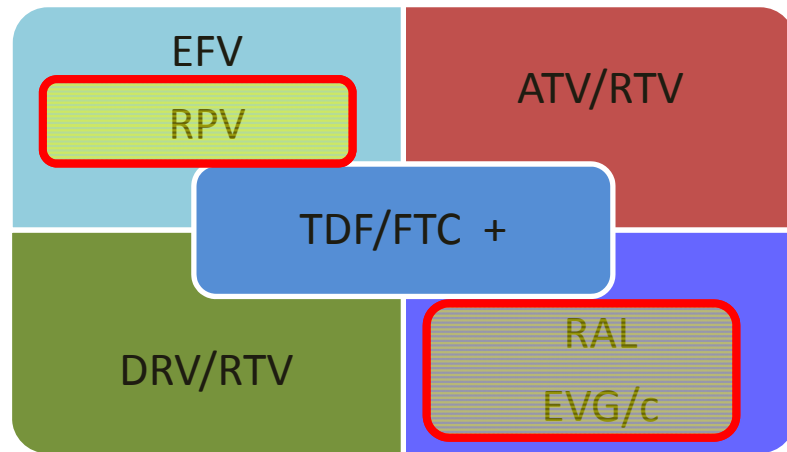 EFV
RPV
ATV/RTV
TDF/FTC +
DRV/RTV
RAL
EVG/c